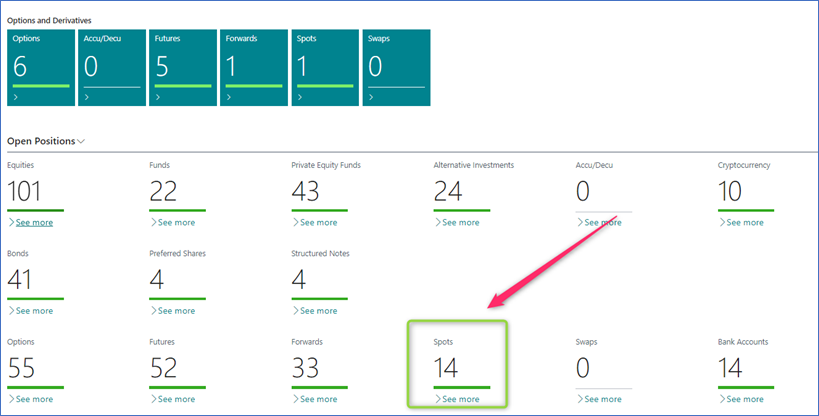 Options and Derivatives
Options Accu/Decu Futures Forwards Spots Swaps
6 0 5 1 1 0
Open Positions
Equities Funds Private Equity Funds Alternative Investments Accu/Decu Cryptocurrency
101 22 43 24 0 10
See more See more See more See more See more See more
Bonds Preferred Shares Structured Notes
41 4 4
See more See more See more
Options Futures Forwards Spots Swaps Bank Accounts
55 52 33 14 0 14
See more See more See more See more See more See more